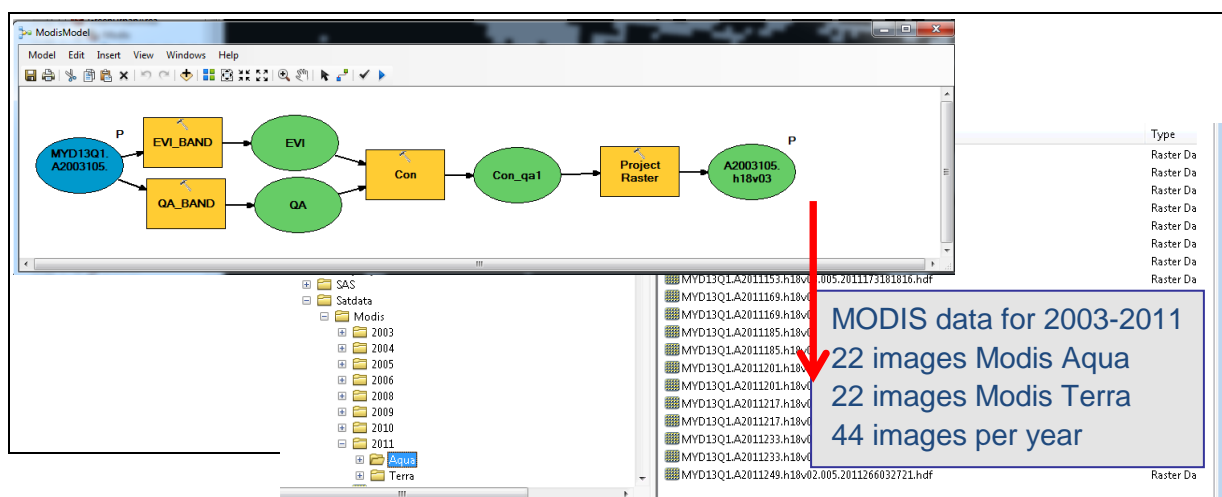 ModisModel
Model Edit Insert View Windows Help
P
MYD13Q1.
A2003105.
EVI_BAND
EVI
QA_BAND
QA
Con
Con_qa1
Project
Raster
P
A2003105.
h18v03
Type
Raster Da
Raster Da
Raster Da
Raster Da
Raster Da
Raster Da
Raster Da
MYD13Q1.A2011153.h18v02.005.2011173181816.hdf Raster Da
SAS
Satdata
Modis
2003
2004
2005
2006
2008
2009
2010
2011
Aqua
Terra
MYD13Q1.A2011169.h18v0
MYD13Q1.A2011169.h18v0
MYD13Q1.A2011185.h18v0
MYD13Q1.A2011185.h18v0
MYD13Q1.A2011201.h18v0
MYD13Q1.A2011201.h18v0
MYD13Q1.A2011217.h18v0
MYD13Q1.A2011217.h18v0
MYD13Q1.A2011233.h18v0
MYD13Q1.A2011233.h18v0
MYD13Q1.A2011249.h18v02.005.2011266032721.hdf Raster Da
MODIS data for 2003-2011
22 images Modis Aqua
22 images Modis Terra
44 images per year